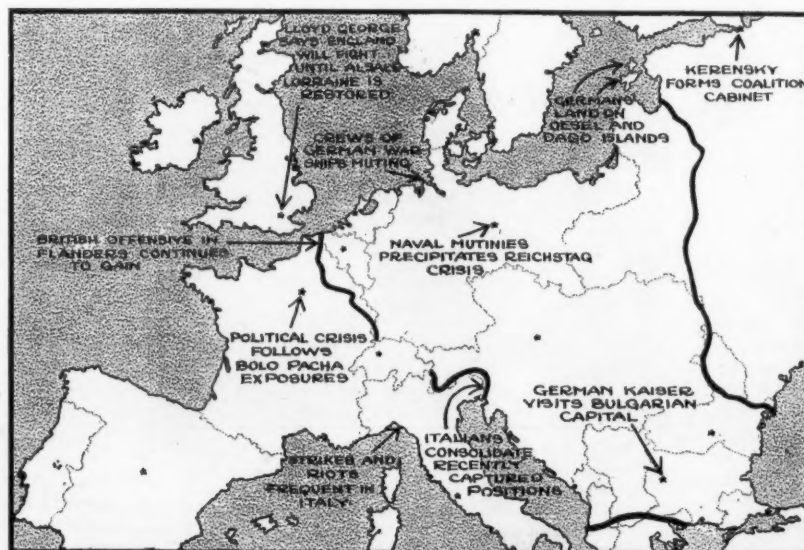 LLOYD GEORGE
SAYS ENGLAND
WILL FIGHT
UNTIL ALSACE
LORRAINE IS
RESTORED
KERENSKY
FORMS COALITION
CABINET
GERMANS
LAND ON
OESEL AND
DAGO ISLANDS
CREWS OF
GERMAN WAR
SHIPS MUTINY
BRITISH OFFENSIVE IN
FLANDERS CONTINUES
TO GAIN
NAVAL MUTINIES
PRECIPITATES REICHSTAG
CRISIS
POLITICAL CRISIS
FOLLOWS
BOLO PACHA
EXPOSURES
GERMAN KAISER
VISITS BULGARIAN
CAPITAL
STRIKES AND
RIOTS
FREQUENT IN
ITALY
ITALIANS
CONSOLIDATE
RECENTLY
CAPTURED
POSITIONS